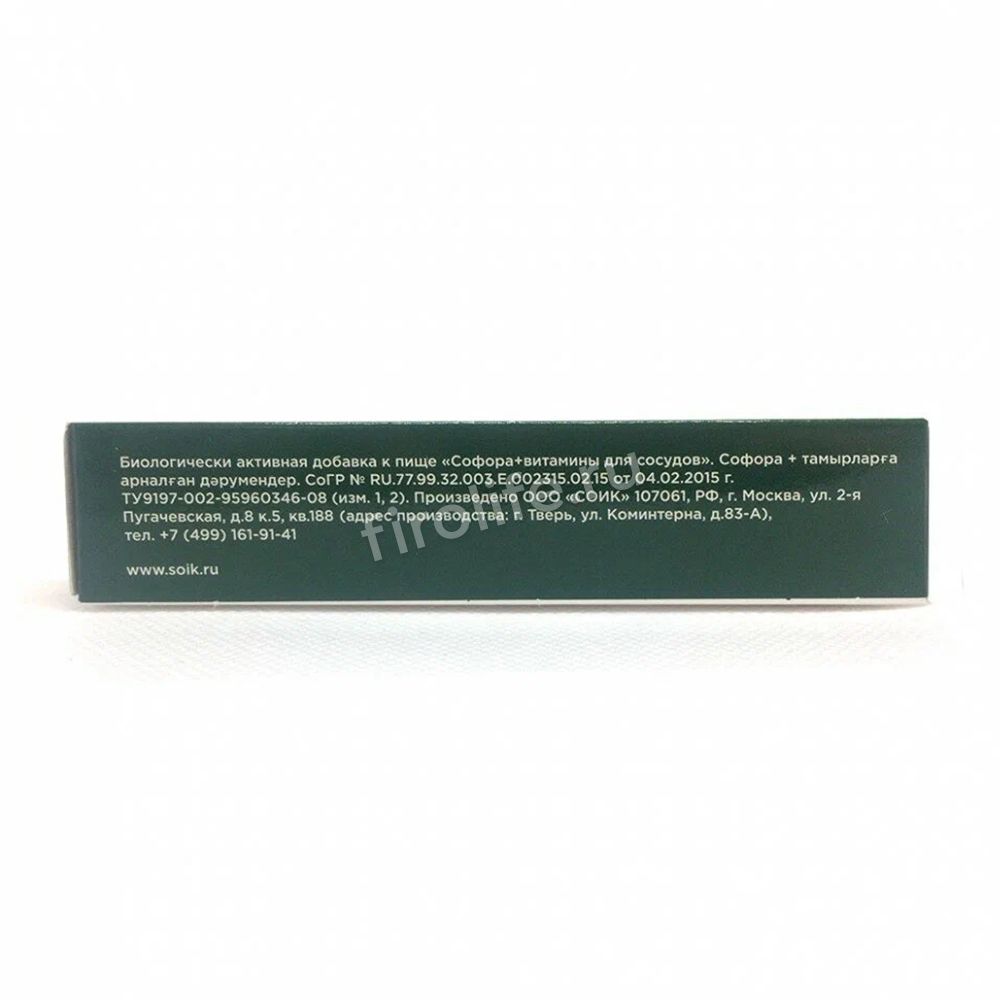 Биологически активная добавка к пище «Софора+витамины для сосудов». Софора + тамырларға
арналған дәрумендер. СоГР № RU.77.99.32.003.Е.002315.02.15 от 04.02.2015 г.
ТУ9197-002-95960346-08 (изм. 1, 2). Произведено ООО «СОИК» 107061, РФ, г. Москва, ул. 2-я
Пугачевская, д.8 к.5, кв.188 (адрес производства: г. Тверь, ул. Коминтерна, д.83-А),
тел. +7 (499) 161-91-41
www.soik.ru
firolife.ru